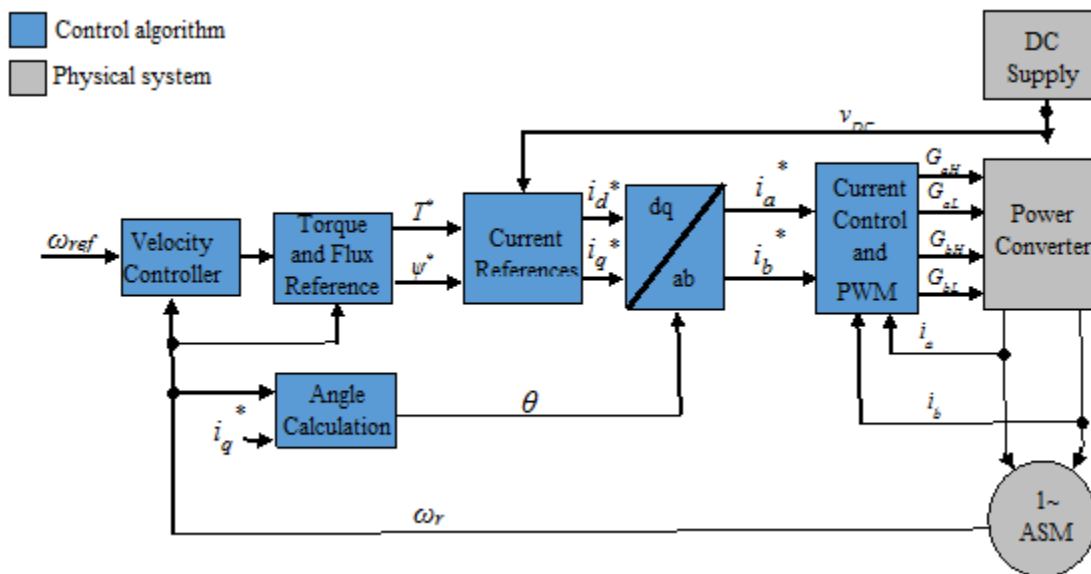 Control algorithm
Physical system
DC
Supply
v_DC
ω_ref
Velocity
Controller
Torque
and Flux
Reference
T*
ψ*
Current
References
i_d*
i_q*
dq
ab
i_a*
i_b*
Current
Control
and
PWM
G_aH
G_aL
G_bH
G_bL
Power
Converter
i_a
i_b
Angle
Calculation
i_q*
θ
ω_r
1~
ASM